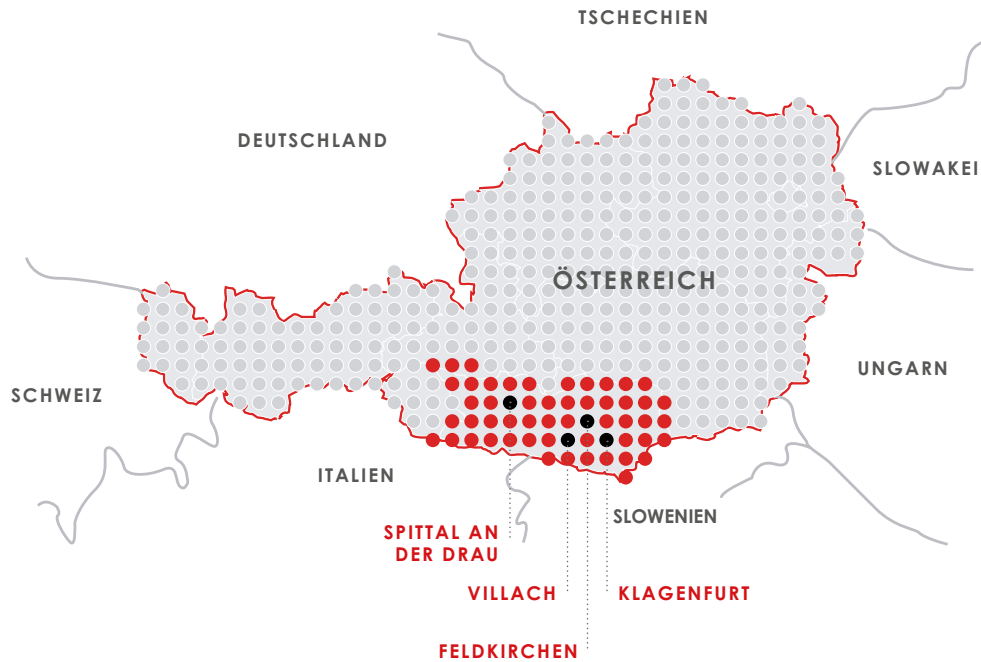 TSCHECHIEN
DEUTSCHLAND
SLOWAKEI
ÖSTERREICH
UNGARN
SCHWEIZ
ITALIEN
SLOWENIEN
SPITTAL AN
DER DRAU
VILLACH
KLAGENFURT
FELDKIRCHEN